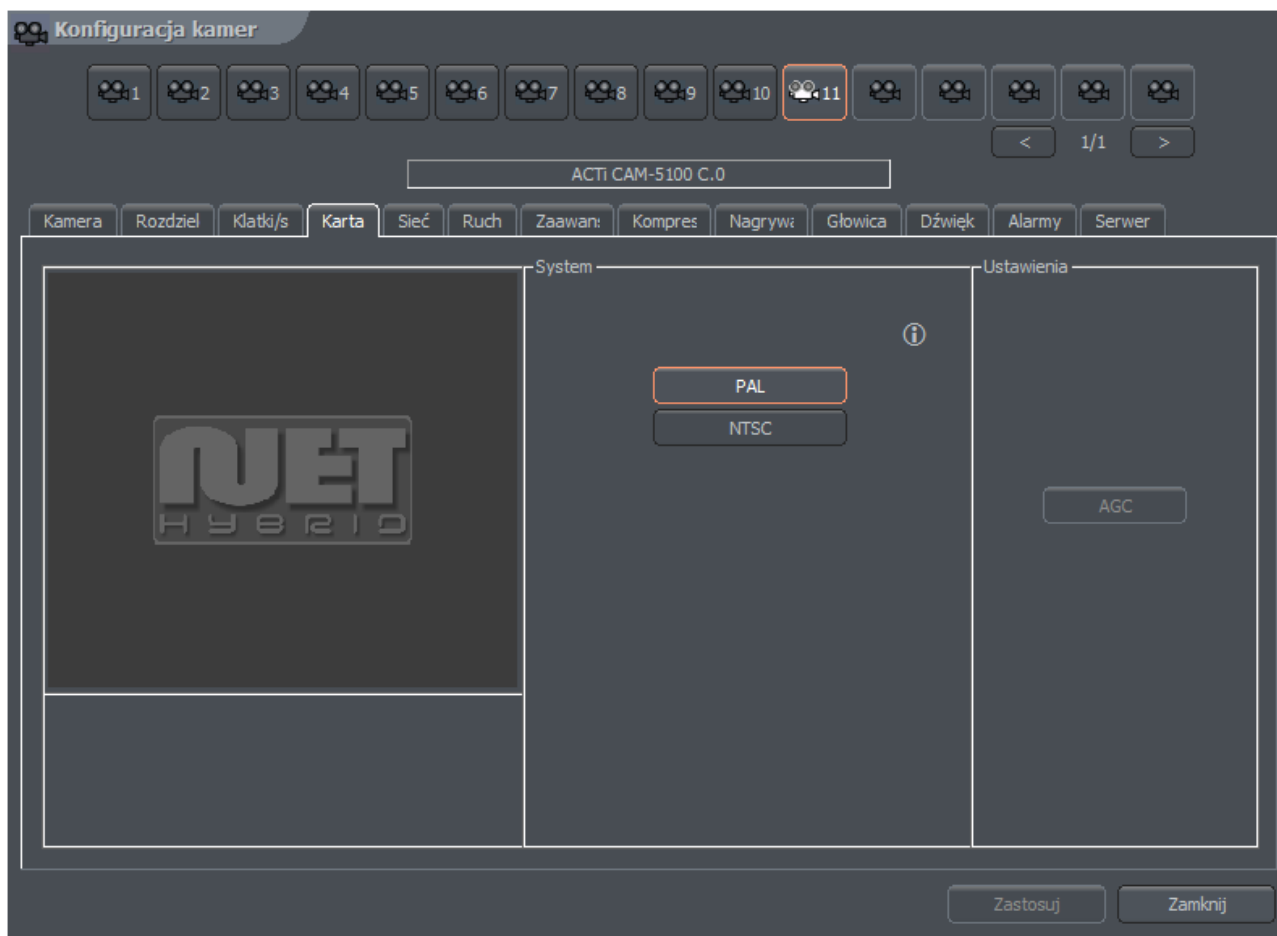 Konfiguracja kamer
1 2 3 4 5 6 7 8 9 10 11
< 1/1 >
ACTi CAM-5100 C.0
Kamera Rozdziel Klatki/s Karta Sieć Ruch Zaawan: Kompres Nagrywa Głowica Dźwięk Alarmy Serwer
System
Ustawienia
PAL
NTSC
NET
HYBRID
AGC
Zastosuj Zamknij